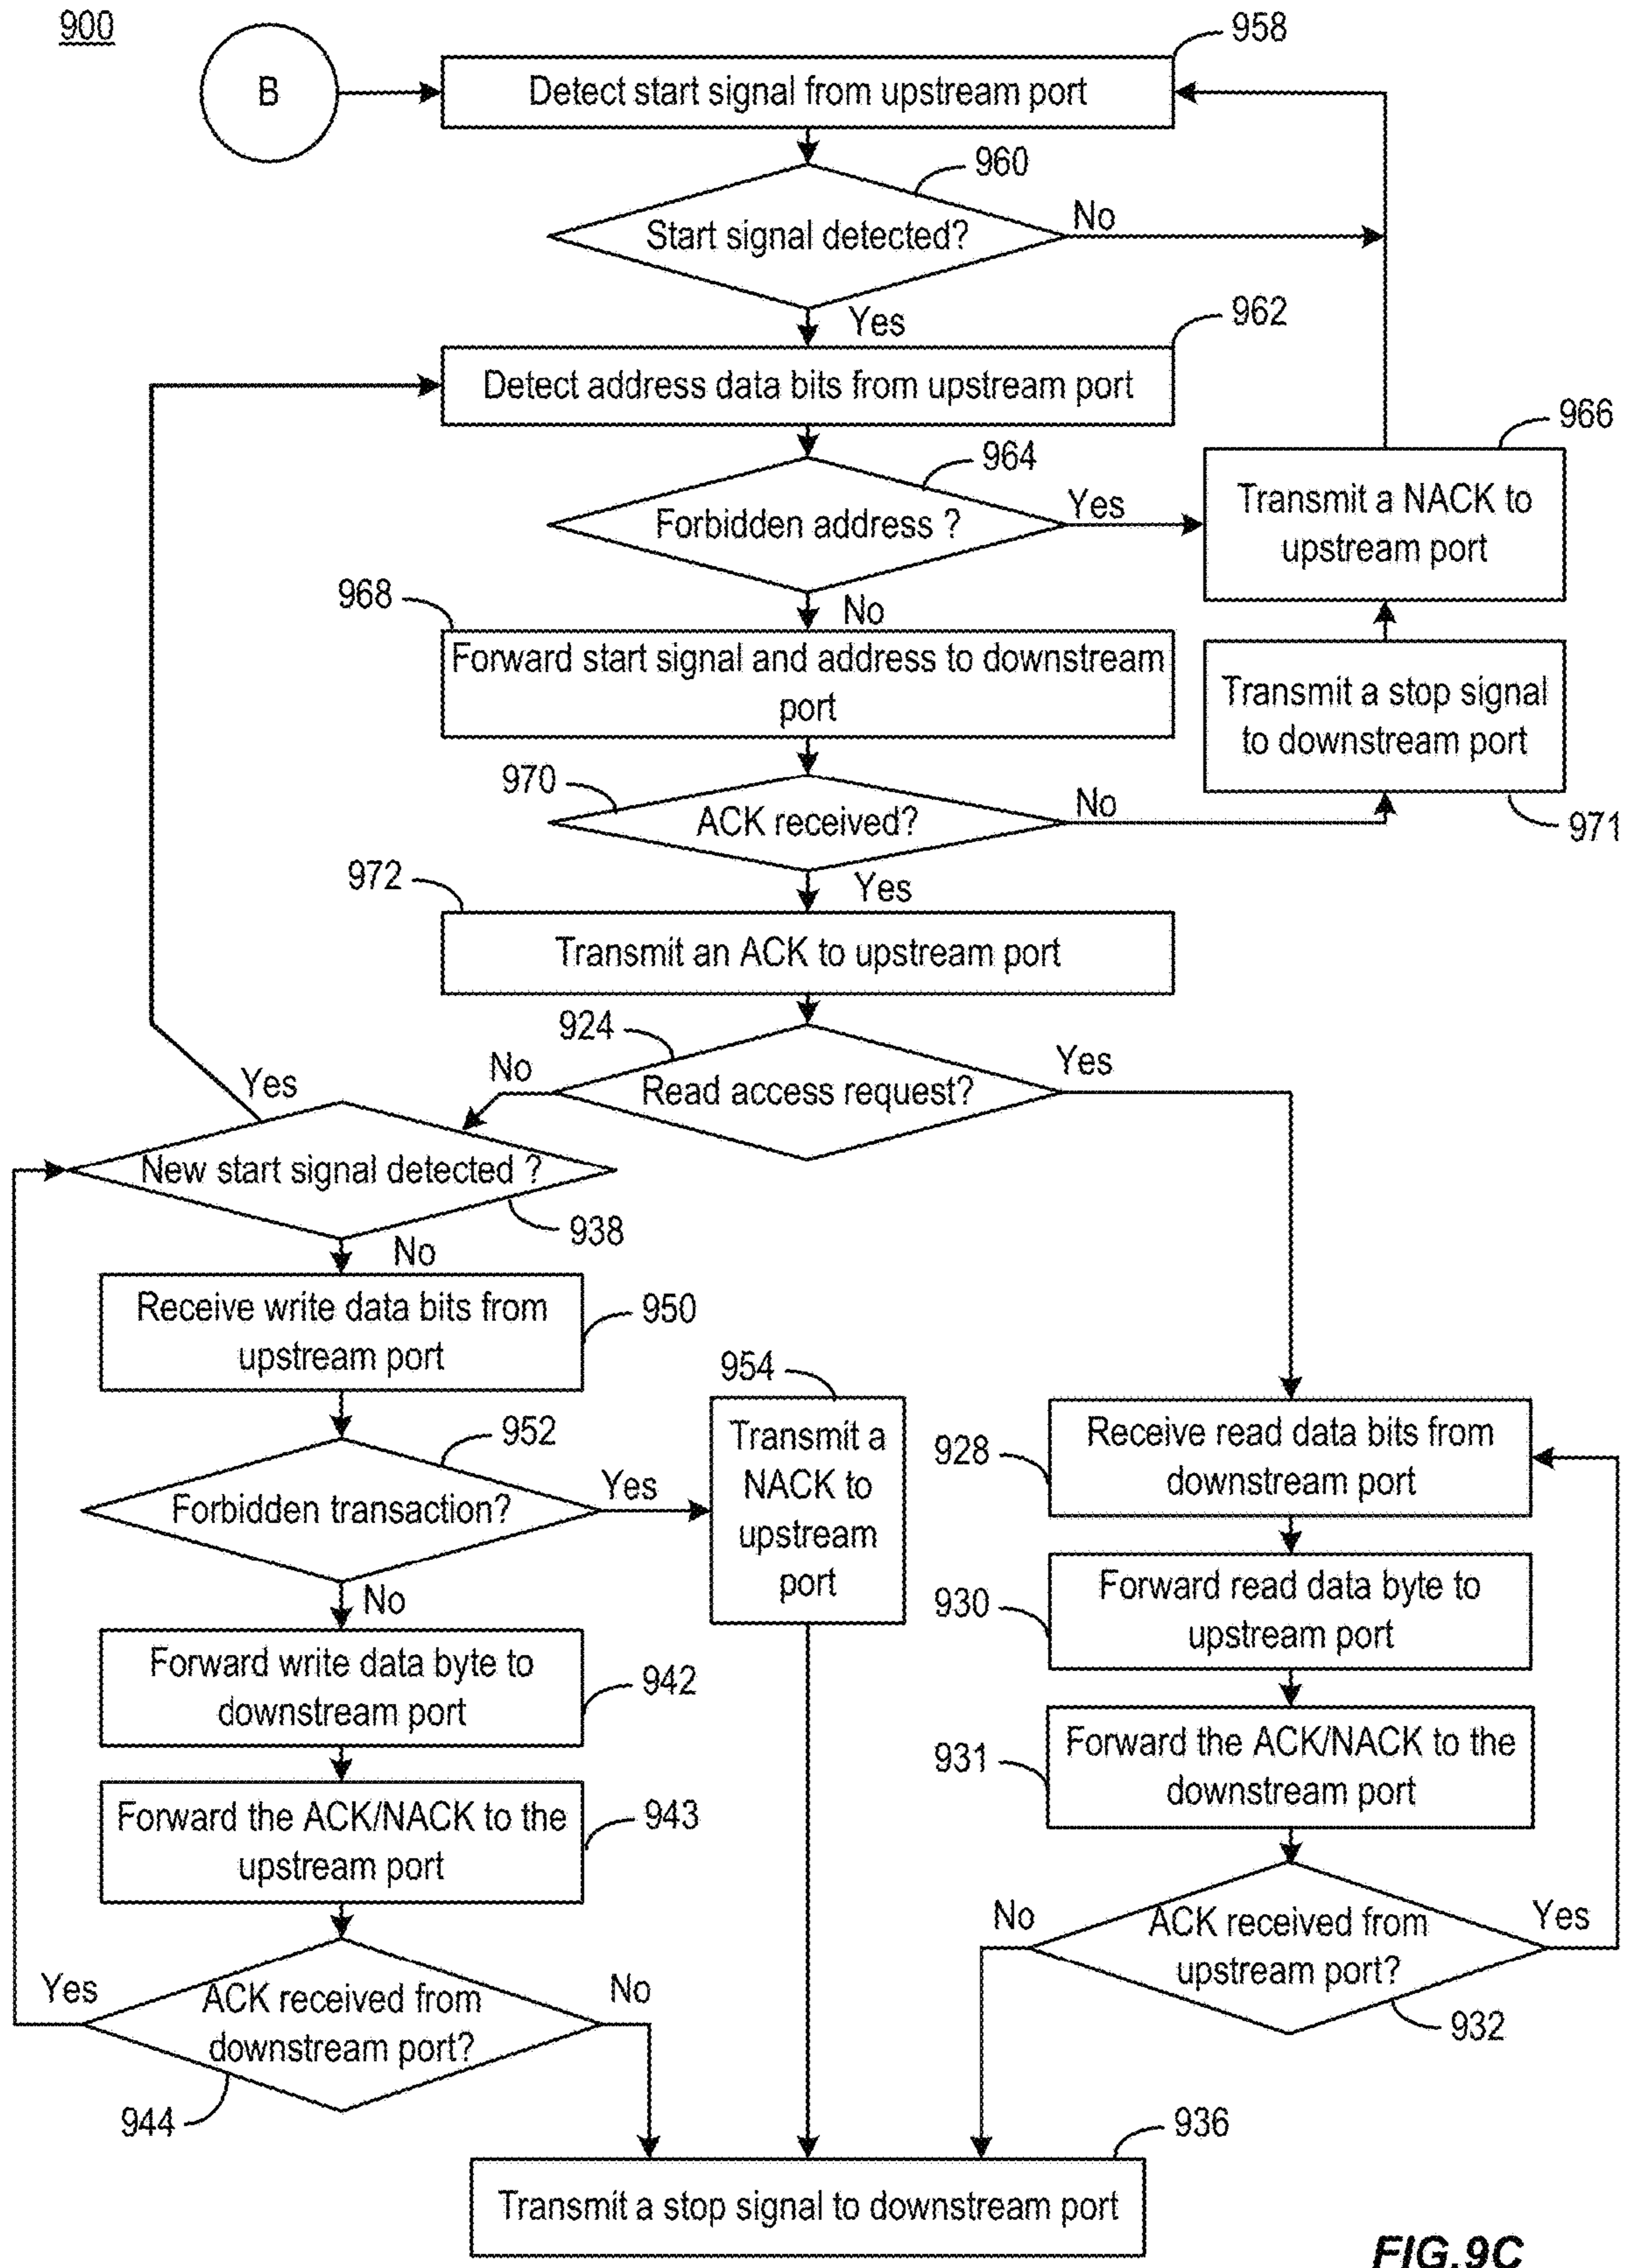 900
958
B
Detect start signal from upstream port
960
No
Start signal detected?
Yes
962
Detect address data bits from upstream port
966
964
Yes
Transmit a NACK to
upstream port
Forbidden address ?
968
No
Forward start signal and address to downstream
port
Transmit a stop signal
to downstream port
970
No
ACK received?
971
972
Yes
Transmit an ACK to upstream port
924
No
Yes
Read access request?
Yes
New start signal detected ?
938
No
Receive write data bits from
upstream port
950
954
952
Transmit a
NACK to
upstream
port
Receive read data bits from
downstream port
928
Yes
Forbidden transaction?
No
Forward read data byte to
upstream port
930
Forward write data byte to
downstream port
942
Forward the ACK/NACK to the
downstream port
931
Forward the ACK/NACK to the
upstream port
943
No
ACK received from
upstream port?
Yes
932
Yes
ACK received from
downstream port?
No
944
936
Transmit a stop signal to downstream port
FIG.9C